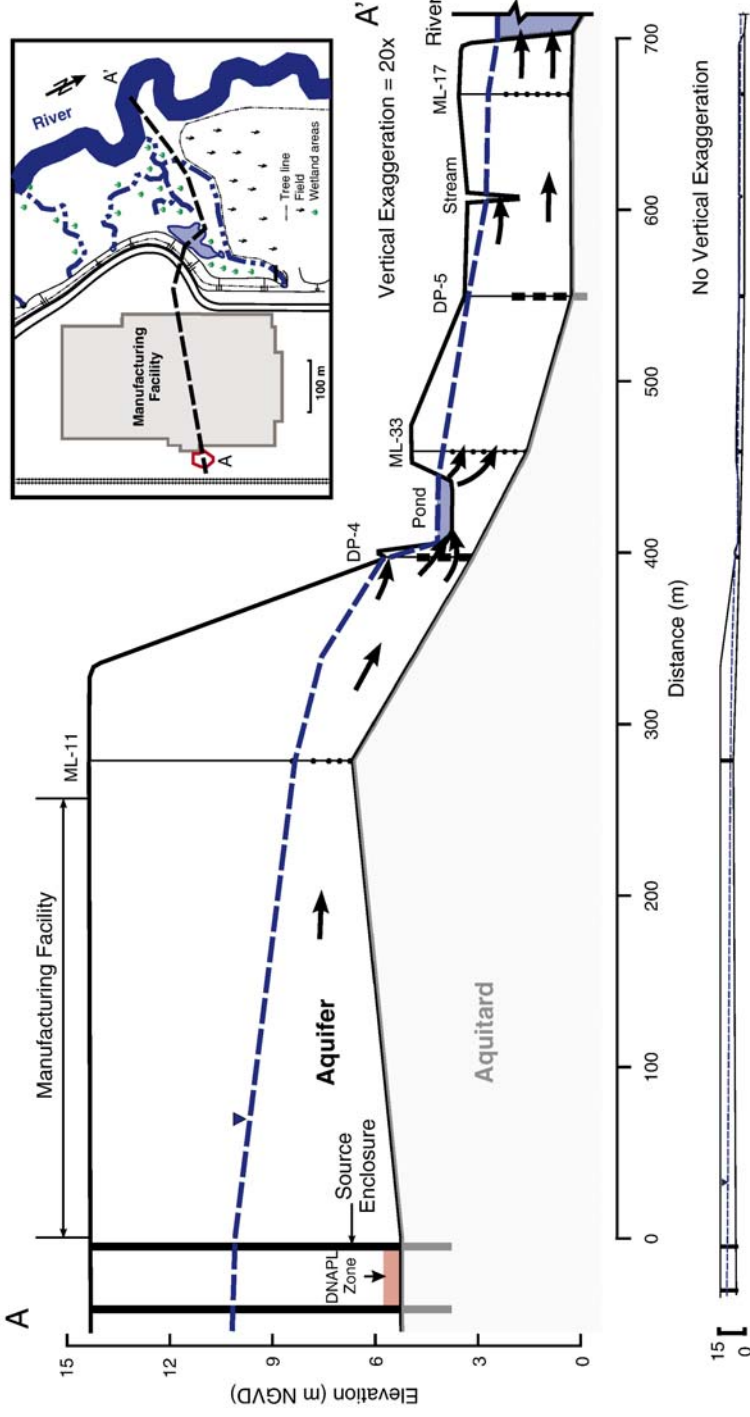 A
A'
River
A'
Manufacturing
Facility
A
100 m
Tree line
Field
Wetland areas
Manufacturing Facility
Vertical Exaggeration = 20x
ML-11
DP-4
Pond
ML-33
DP-5
Stream
ML-17
River
Aquifer
Aquitard
DNAPL
Zone
Source
Enclosure
Elevation (m NGVD)
15
12
9
6
3
0
0
100
200
300
400
500
600
700
Distance (m)
No Vertical Exaggeration
15
0